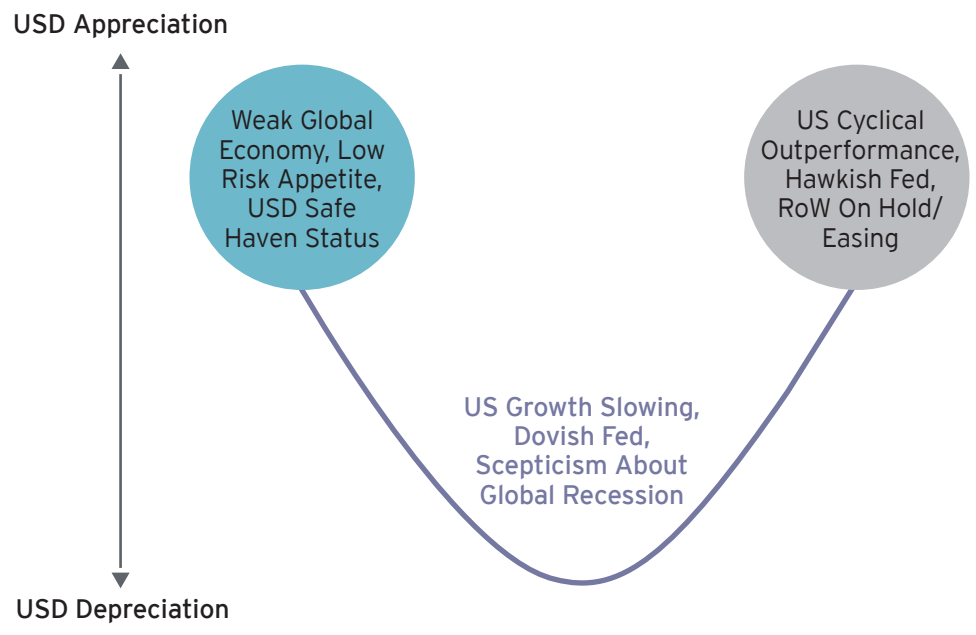 USD Appreciation
Weak Global
Economy, Low
Risk Appetite,
USD Safe
Haven Status
US Cyclical
Outperformance,
Hawkish Fed,
RoW On Hold/
Easing
US Growth Slowing,
Dovish Fed,
Scepticism About
Global Recession
USD Depreciation